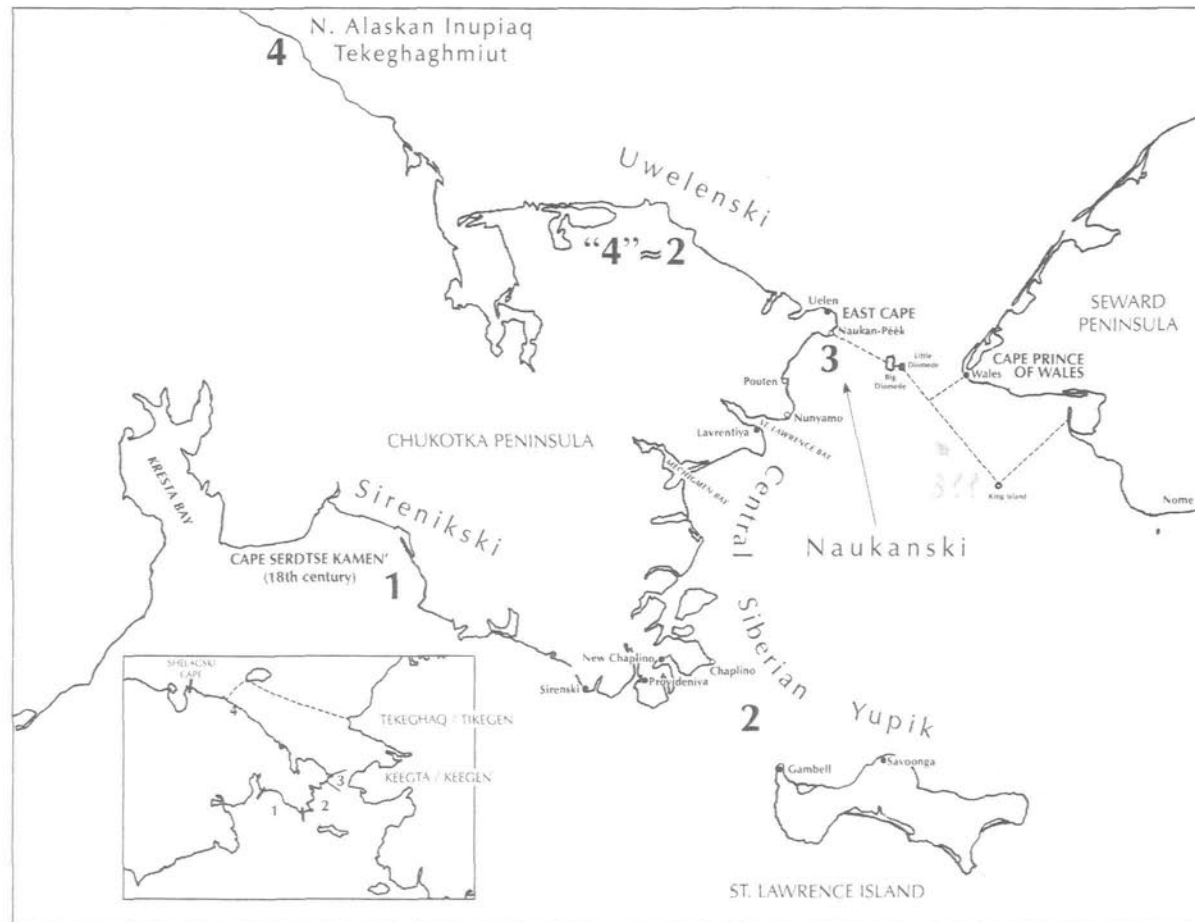 N. Alaskan Inupiaq
Tekeghaghmiut
4
Uwelenski
“4”≈2
Uelen
EAST CAPE
Naukan-Pêêk
SEWARD
PENINSULA
3
Little
Diomede
Big
Diomede
CAPE PRINCE
OF WALES
Wales
Pouten
Nunyamo
Lavrentiya
ST. LAWRENCE BAY
CHUKOTKA PENINSULA
MECHIGMEN BAY
KRESTA BAY
Sirenikski
King Island
Nome
Naukanski
CAPE SERDTSE KAMEN'
(18th century)
1
Central
Siberian
Yupik
New Chaplino
Chaplino
Provideniya
Sirenski
2
Gambell
Savoonga
ST. LAWRENCE ISLAND
SHELAGSKI
CAPE
4
TEKEGHAQ / TIKEGEN
KEEGTA / KEEGEN
3
1
2